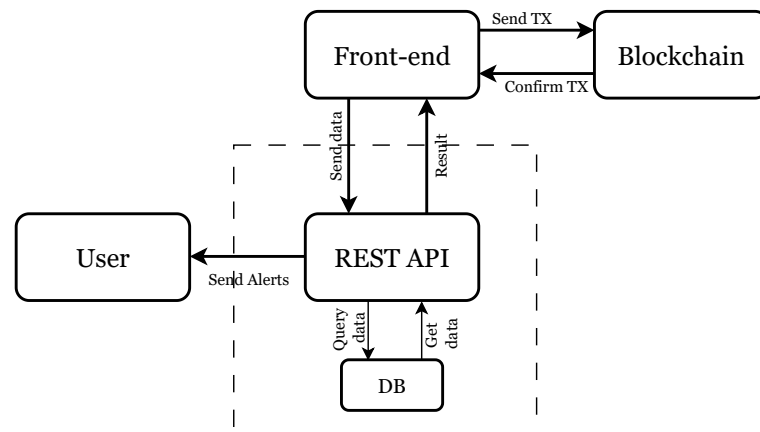 Send TX
Front-end
Blockchain
Confirm TX
Send data
Result
User
REST API
Send Alerts
Query
data
Get
data
DB